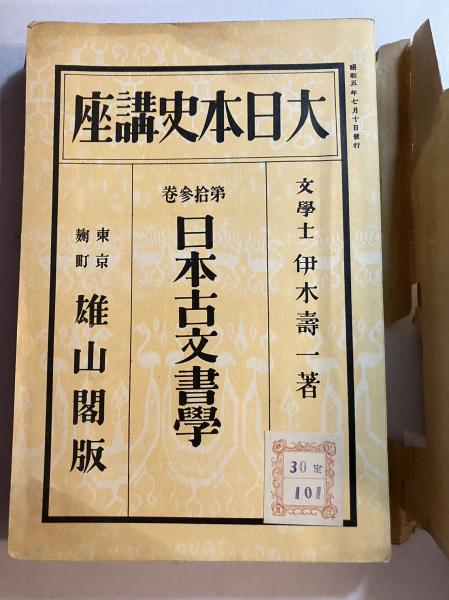 昭和五年七月十日發行
大日本史講座
文學士 伊木壽一著
第拾參卷
日本古文書學
東京
麴町
雄山閣版
30 室
101